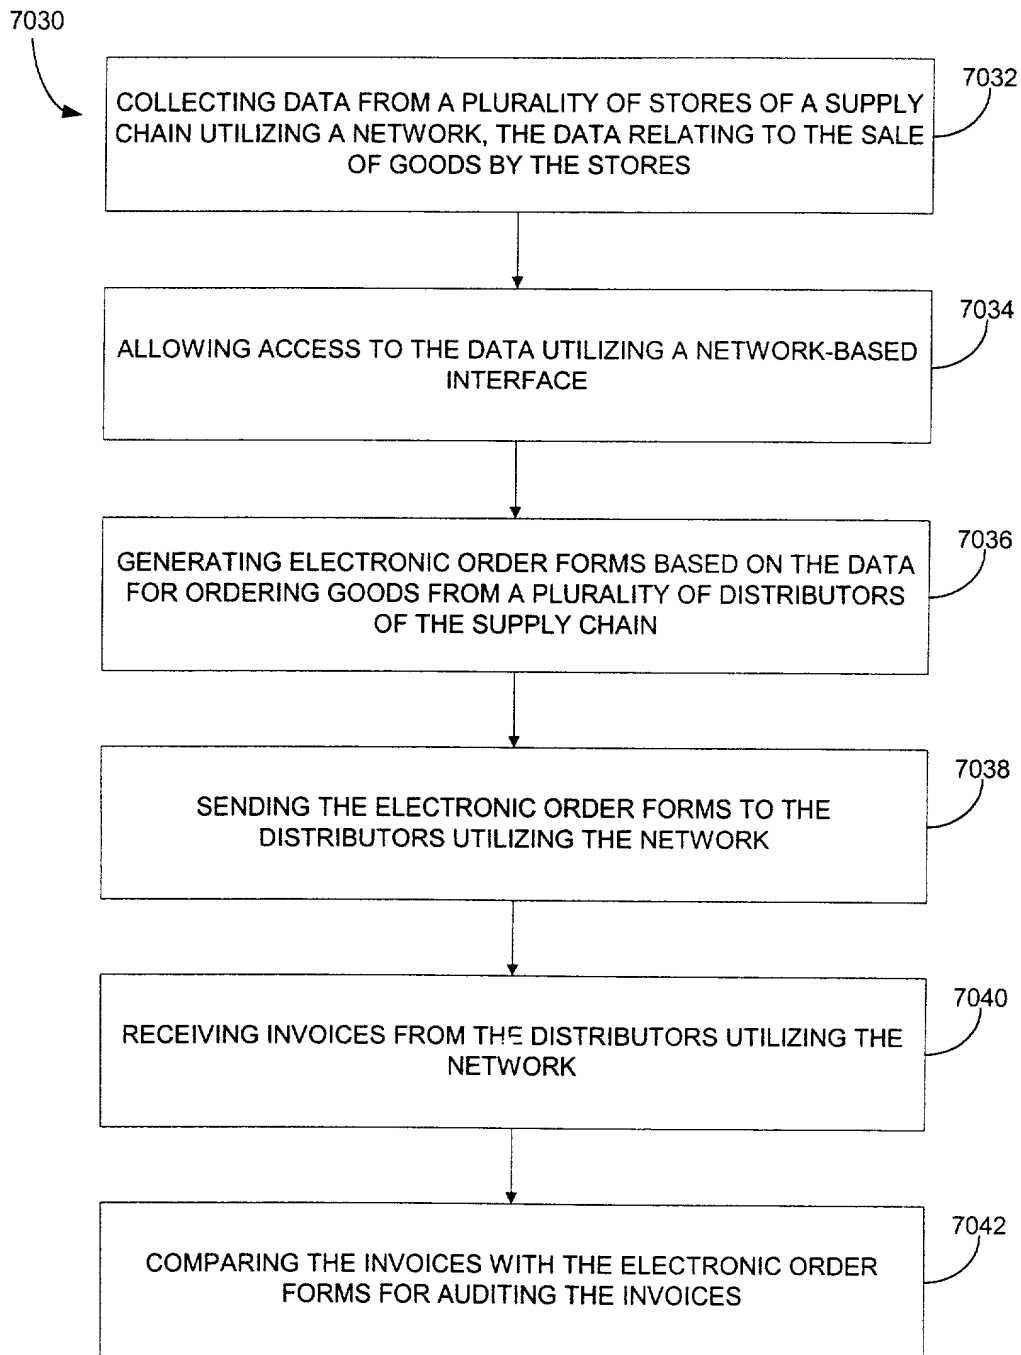 7030
7032
COLLECTING DATA FROM A PLURALITY OF STORES OF A SUPPLY
CHAIN UTILIZING A NETWORK, THE DATA RELATING TO THE SALE
OF GOODS BY THE STORES
7034
ALLOWING ACCESS TO THE DATA UTILIZING A NETWORK-BASED
INTERFACE
7036
GENERATING ELECTRONIC ORDER FORMS BASED ON THE DATA
FOR ORDERING GOODS FROM A PLURALITY OF DISTRIBUTORS
OF THE SUPPLY CHAIN
7038
SENDING THE ELECTRONIC ORDER FORMS TO THE
DISTRIBUTORS UTILIZING THE NETWORK
7040
RECEIVING INVOICES FROM THE DISTRIBUTORS UTILIZING THE
NETWORK
7042
COMPARING THE INVOICES WITH THE ELECTRONIC ORDER
FORMS FOR AUDITING THE INVOICES